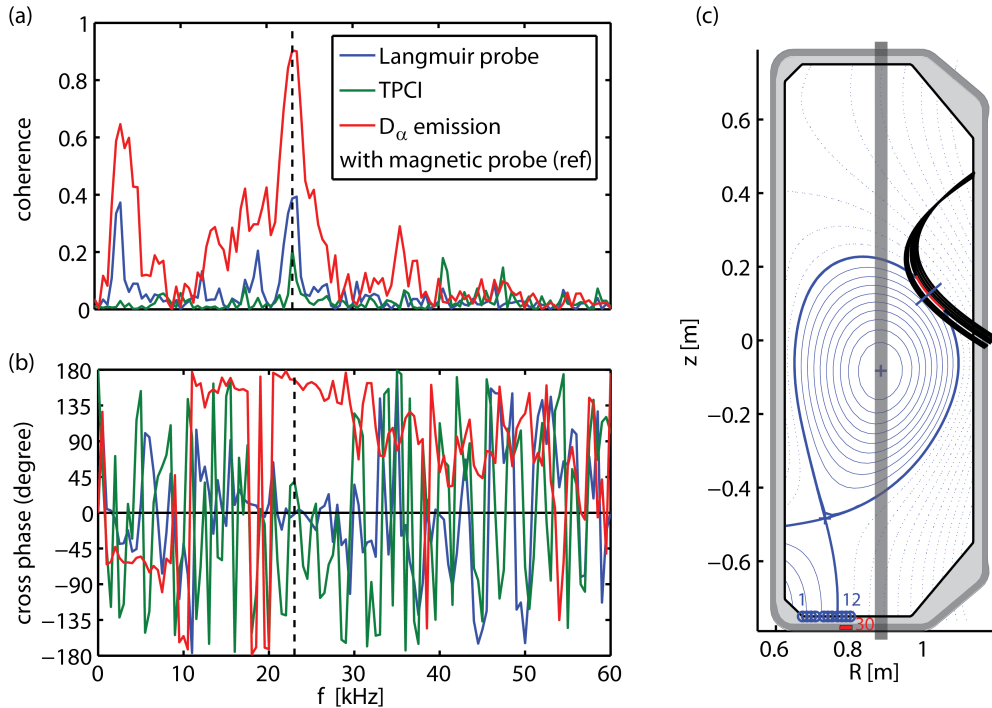 (a)
1
0.8
0.6
0.4
0.2
0
coherence
Langmuir probe
TPCI
Dα emission
with magnetic probe (ref)
(b)
180
135
90
45
0
−45
−90
−135
−180
cross phase (degree)
0 10 20 30 40 50 60
f [kHz]
(c)
0.6
0.4
0.2
0
−0.2
−0.4
−0.6
z [m]
1 12
30
0.6 0.8 1
R [m]